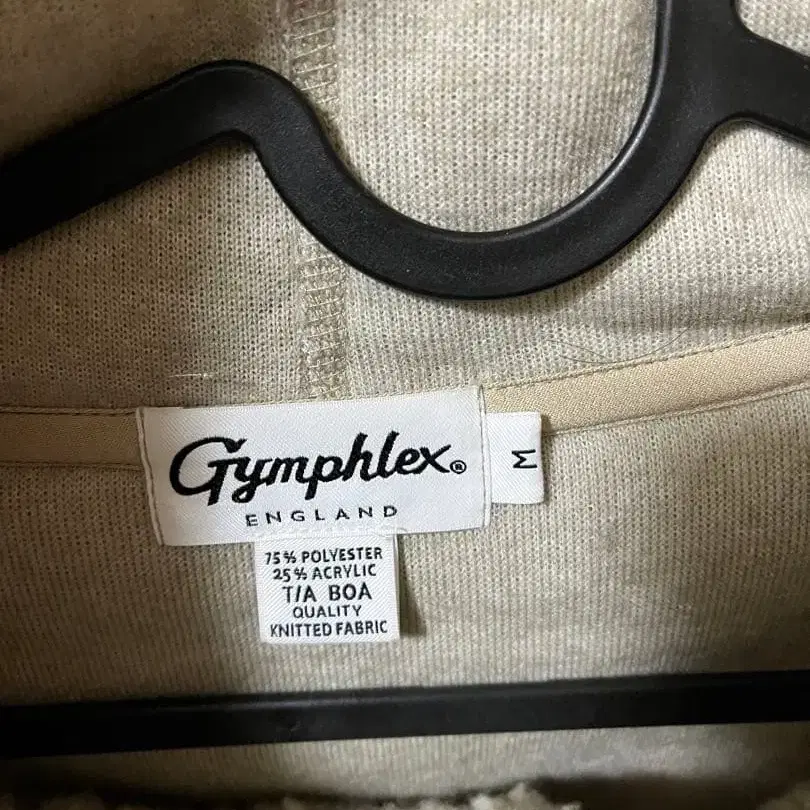 Gymphlex®
ENGLAND
M
75% POLYESTER
25% ACRYLIC
T/A BOA
QUALITY
KNITTED FABRIC